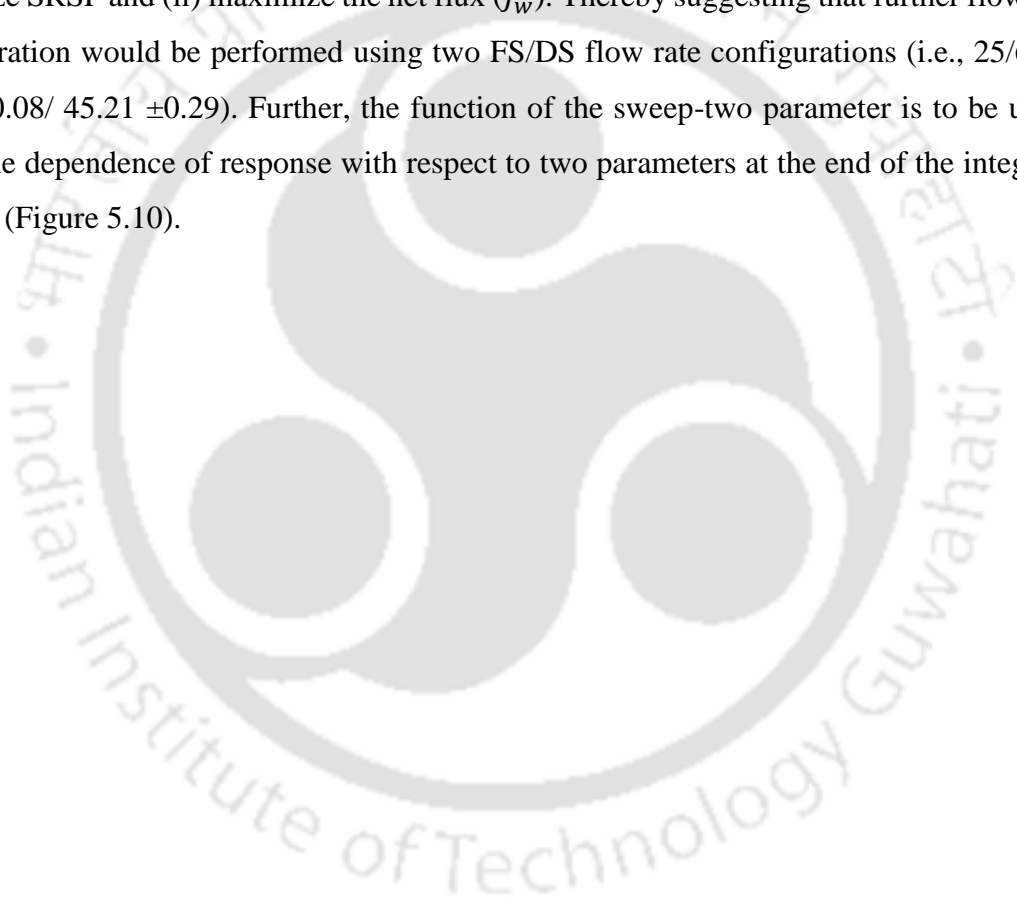 ze SRSF and (ii) maximize the net flux (J_w). Thereby suggesting that further flow
ration would be performed using two FS/DS flow rate configurations (i.e., 25/
0.08/ 45.21 ±0.29). Further, the function of the sweep-two parameter is to be u
e dependence of response with respect to two parameters at the end of the integ
(Figure 5.10).
Indian Institute of Technology Guwahati